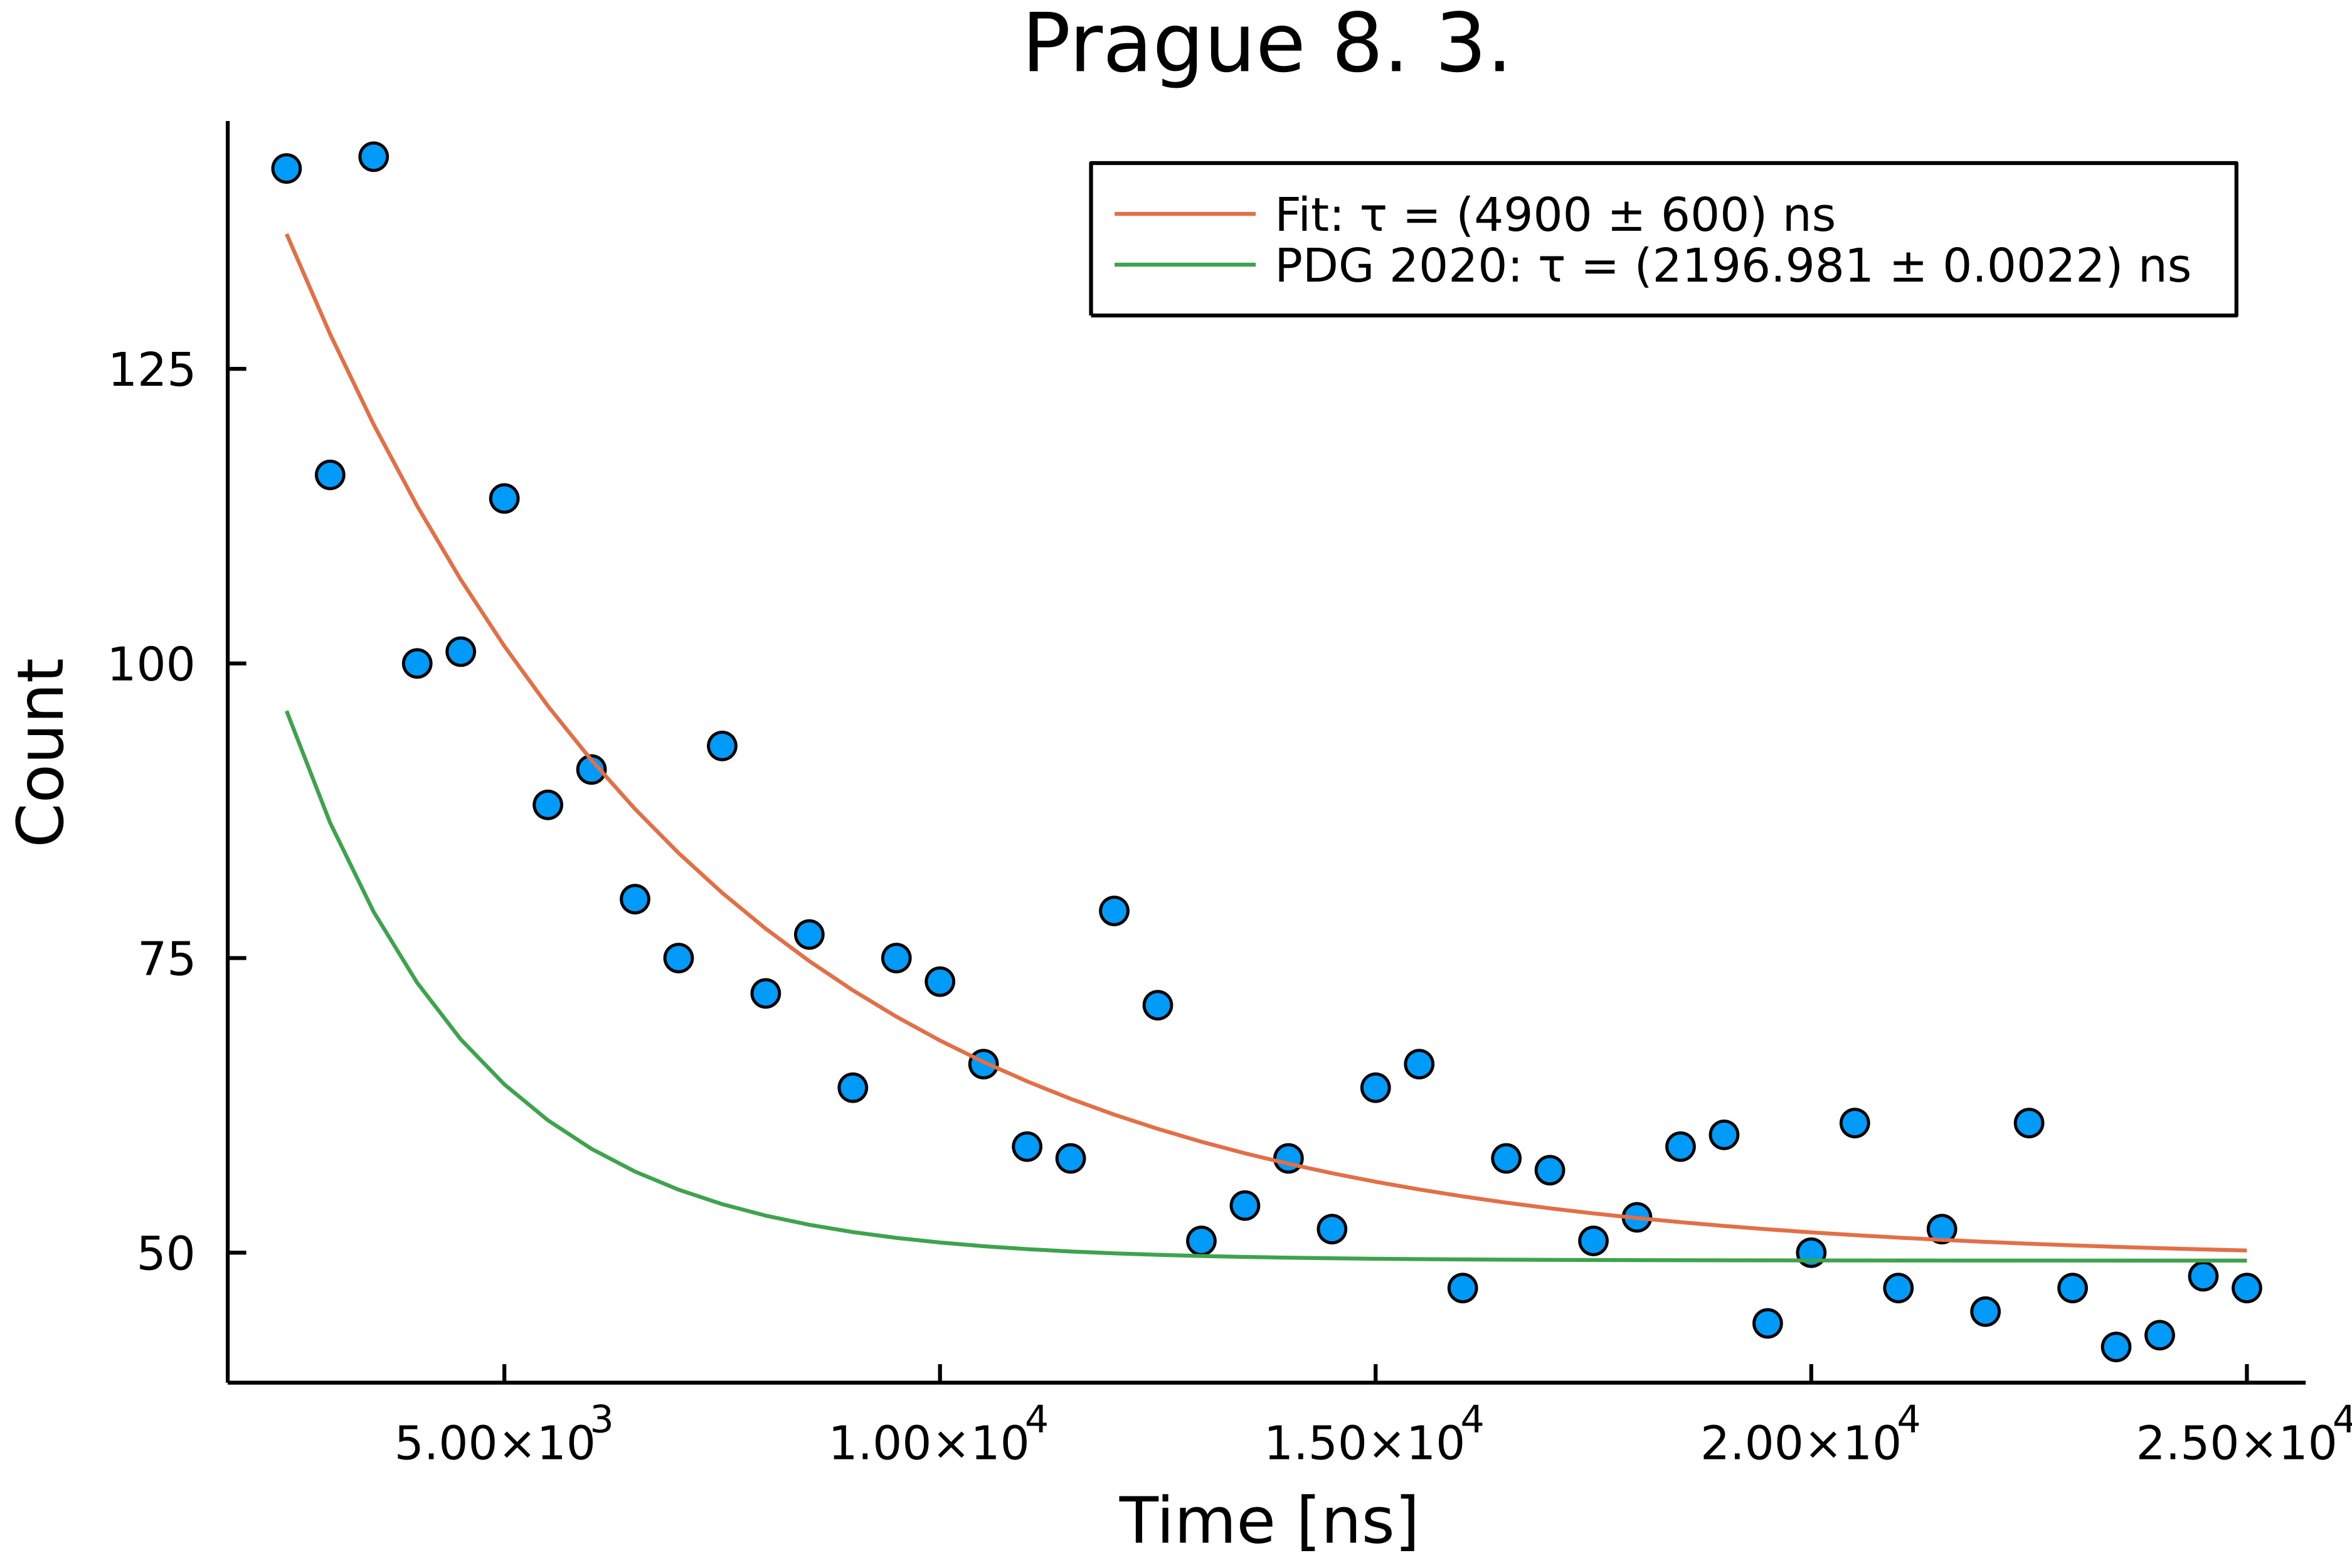 Prague 8. 3.
Fit: τ = (4900 ± 600) ns
PDG 2020: τ = (2196.981 ± 0.0022) ns
125
100
75
50
Count
5.00×10³ 1.00×10⁴ 1.50×10⁴ 2.00×10⁴ 2.50×10⁴
Time [ns]